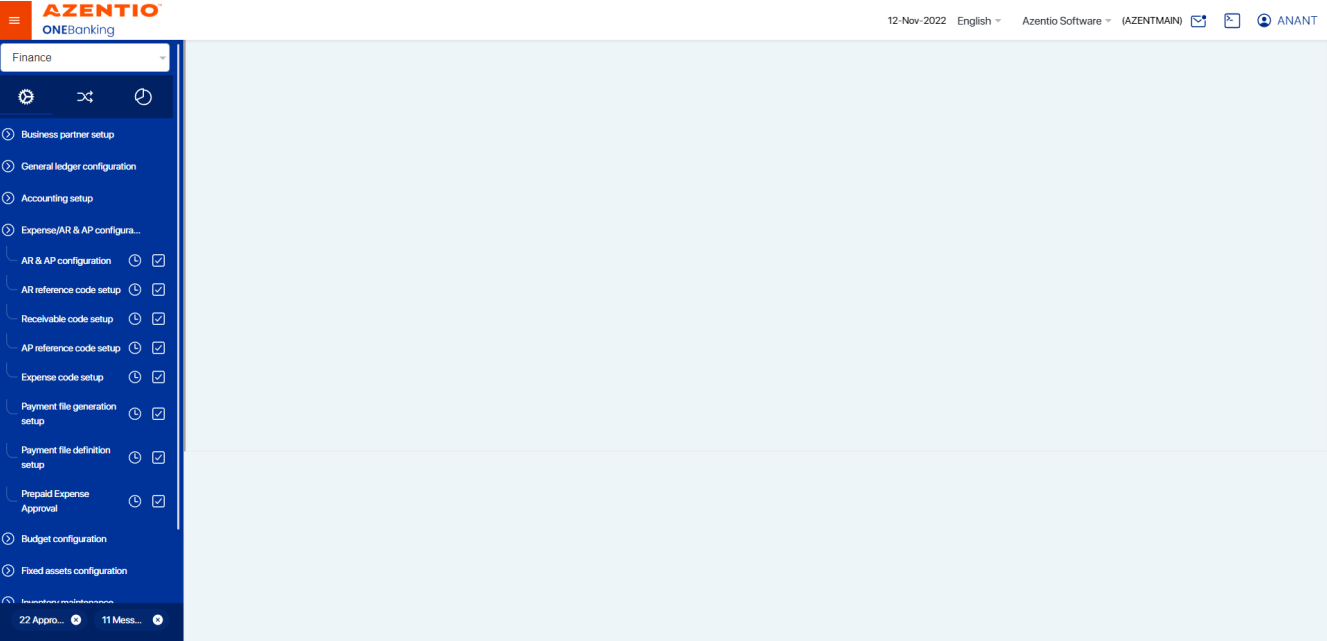 AZENTIO
ONEBanking
12-Nov-2022 English Azentio Software (AZENTMAIN) ANANT
Finance
Business partner setup
General ledger configuration
Accounting setup
Expense/AR & AP configura...
AR & AP configuration
AR reference code setup
Receivable code setup
AP reference code setup
Expense code setup
Payment file generation
setup
Payment file definition
setup
Prepaid Expense
Approval
Budget configuration
Fixed assets configuration
Inventory maintenance
22 Appro... 11 Mess...